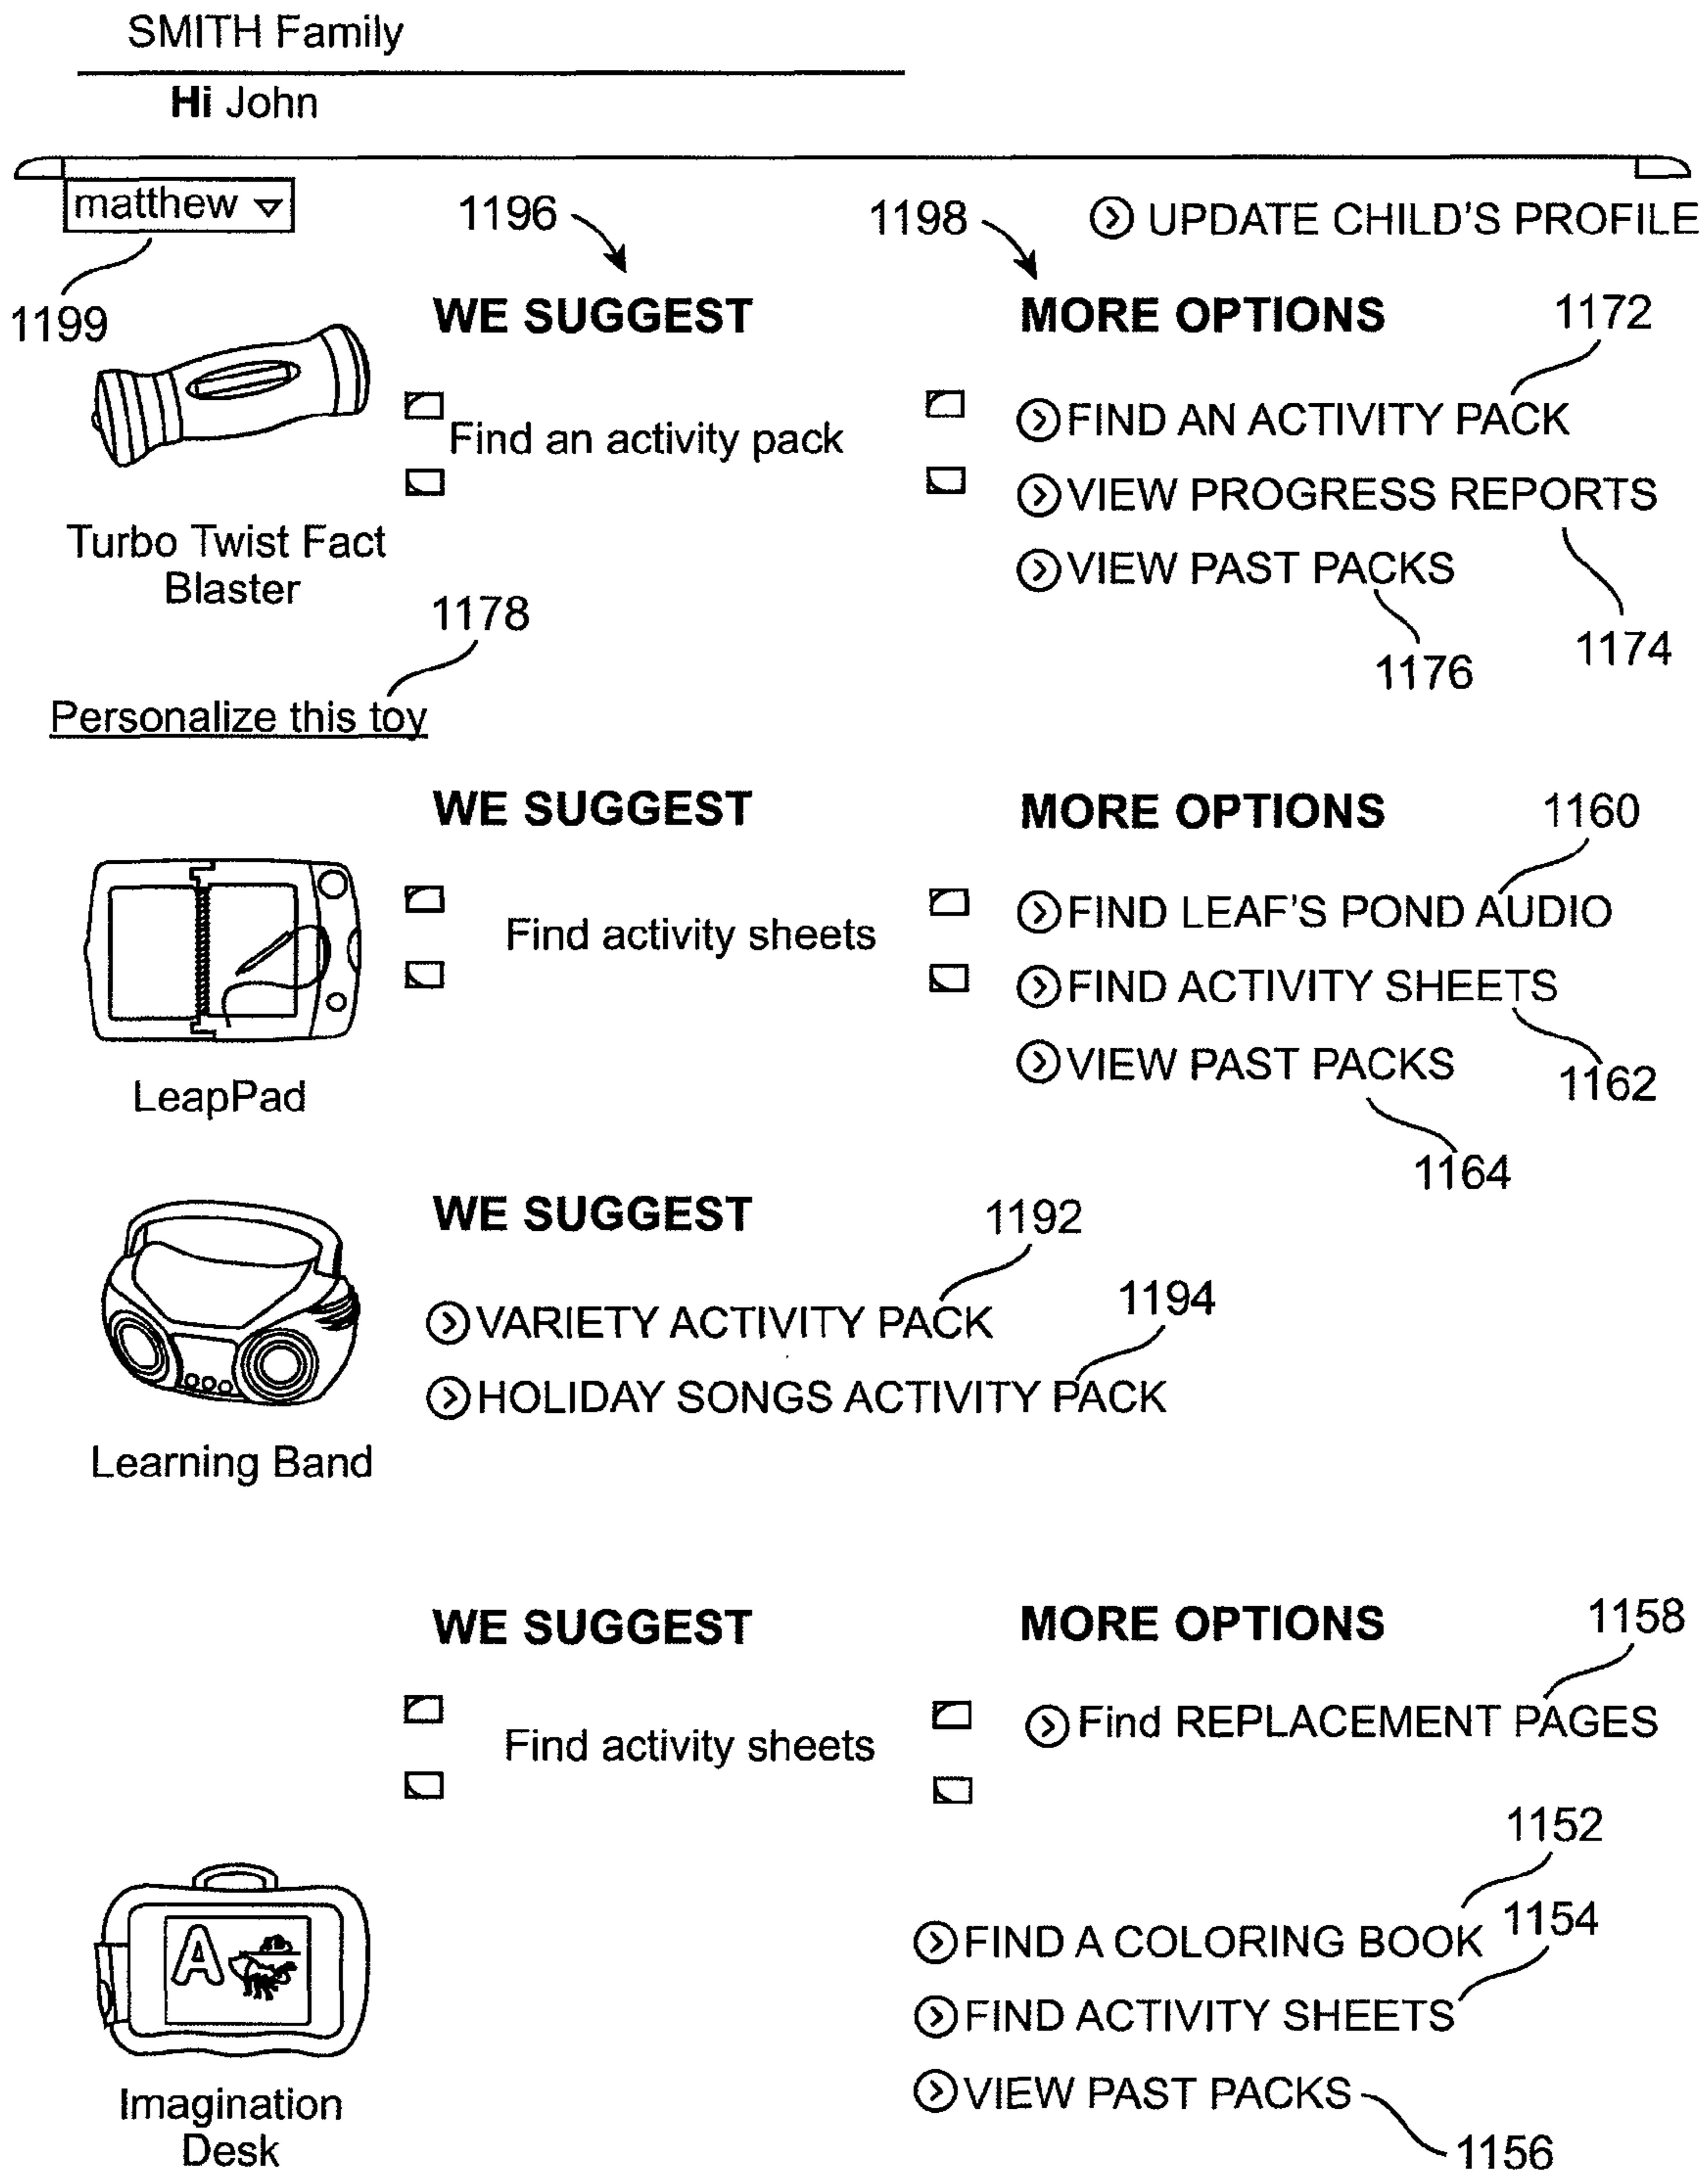 SMITH Family
Hi John
matthew
1196
1198
UPDATE CHILD'S PROFILE
1199
WE SUGGEST
MORE OPTIONS
1172
Find an activity pack
FIND AN ACTIVITY PACK
VIEW PROGRESS REPORTS
VIEW PAST PACKS
Turbo Twist Fact
Blaster
1178
1176
1174
Personalize this toy
WE SUGGEST
MORE OPTIONS
1160
Find activity sheets
FIND LEAF'S POND AUDIO
FIND ACTIVITY SHEETS
VIEW PAST PACKS
1162
LeapPad
1164
WE SUGGEST
1192
VARIETY ACTIVITY PACK
1194
HOLIDAY SONGS ACTIVITY PACK
Learning Band
WE SUGGEST
MORE OPTIONS
1158
Find activity sheets
Find REPLACEMENT PAGES
1152
A
FIND A COLORING BOOK
1154
FIND ACTIVITY SHEETS
VIEW PAST PACKS
1156
Imagination
Desk